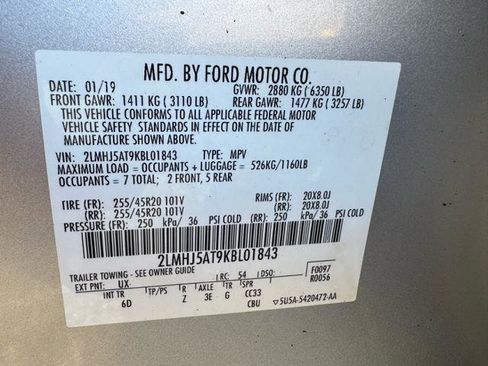 MFD. BY FORD MOTOR CO.
DATE: 01/19 GVWR: 2880 KG ( 6350 LB)
FRONT GAWR: 1411 KG ( 3110 LB) REAR GAWR: 1477 KG ( 3257 LB)
THIS VEHICLE CONFORMS TO ALL APPLICABLE FEDERAL MOTOR
VEHICLE SAFETY STANDARDS IN EFFECT ON THE DATE OF
MANUFACTURE SHOWN ABOVE.
VIN: 2LMHJ5AT9KBL01843 TYPE: MPV
MAXIMUM LOAD = OCCUPANTS + LUGGAGE = 526KG/1160LB
OCCUPANTS = 7 TOTAL; 2 FRONT, 5 REAR
TIRE (FR): 255/45R20 101V RIMS (FR): 20X8.0J
(RR): 255/45R20 101V (RR): 20X8.0J
PRESSURE (FR): 250 kPa/ 36 PSI COLD (RR): 250 kPa/ 36 PSI COLD
2LMHJ5AT9KBL01843
TRAILER TOWING - SEE OWNER GUIDE
EXT PNT: UX RC: 54 DSO: F0097
R0056
INT TR TP/PS R AXLE TR SPR
6D Z 3E G CC33
CBU 5U5A-5420472-AA